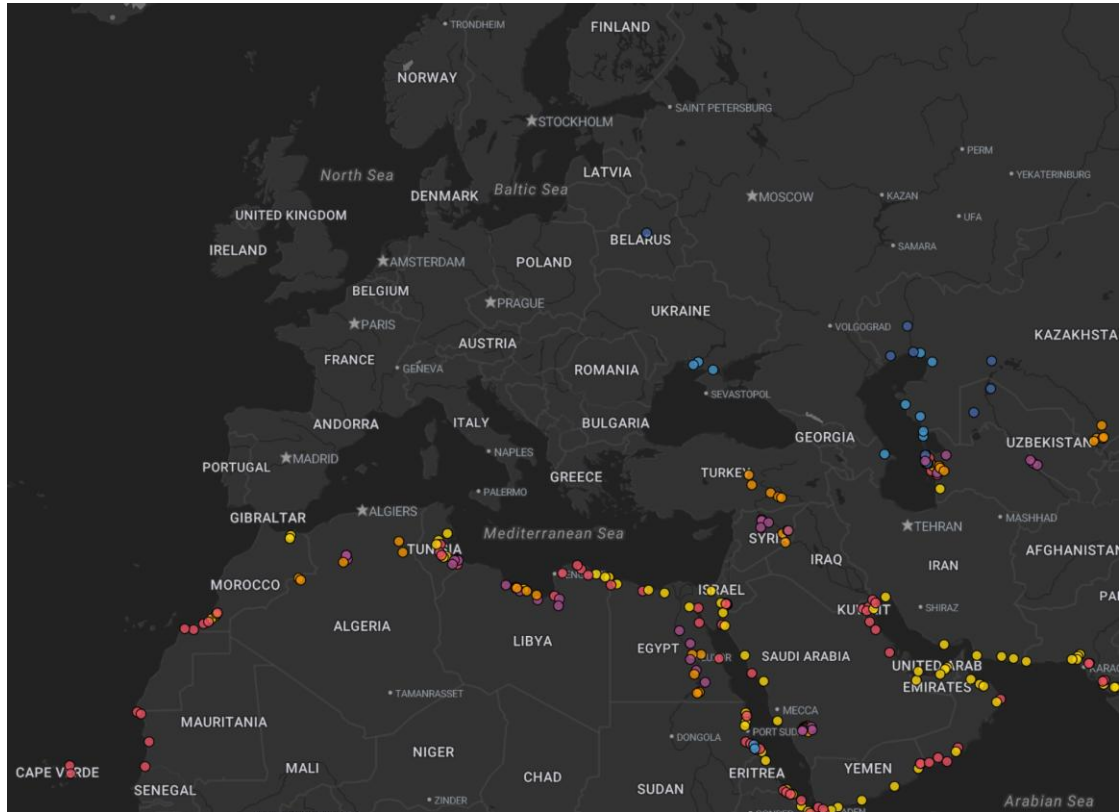 TRONDHEIM
FINLAND
NORWAY
SAINT PETERSBURG
STOCKHOLM
PERM
North Sea
LATVIA
YEKATERINBURG
Baltic Sea
DENMARK
MOSCOW
KAZAN
UNITED KINGDOM
UFA
IRELAND
BELARUS
SAMARA
AMSTERDAM
POLAND
BELGIUM
PRAGUE
UKRAINE
PARIS
VOLGOGRAD
KAZAKHSTA
AUSTRIA
FRANCE
GENEVA
ROMANIA
SEVASTOPOL
ANDORRA
ITALY
BULGARIA
GEORGIA
UZBEKISTAN
NAPLES
MADRID
PORTUGAL
GREECE
TURKEY
PALERMO
ALGIERS
GIBRALTAR
MASHHAD
Mediterranean Sea
TEHRAN
SYRI
TUNISIA
AFGHANISTAN
IRAQ
IRAN
MOROCCO
ISRAEL
PA
KUWAIT
SHIRAZ
ALGERIA
LIBYA
EGYPT
SAUDI ARABIA
UNITED ARAB
EMIRATES
TAMANRASSET
MECCA
MAURITANIA
PORT SUD
DONGOLA
NIGER
MALI
CAPE VERDE
CHAD
ERITREA
YEMEN
SENEGAL
SUDAN
ZINDER
Arabian Sea